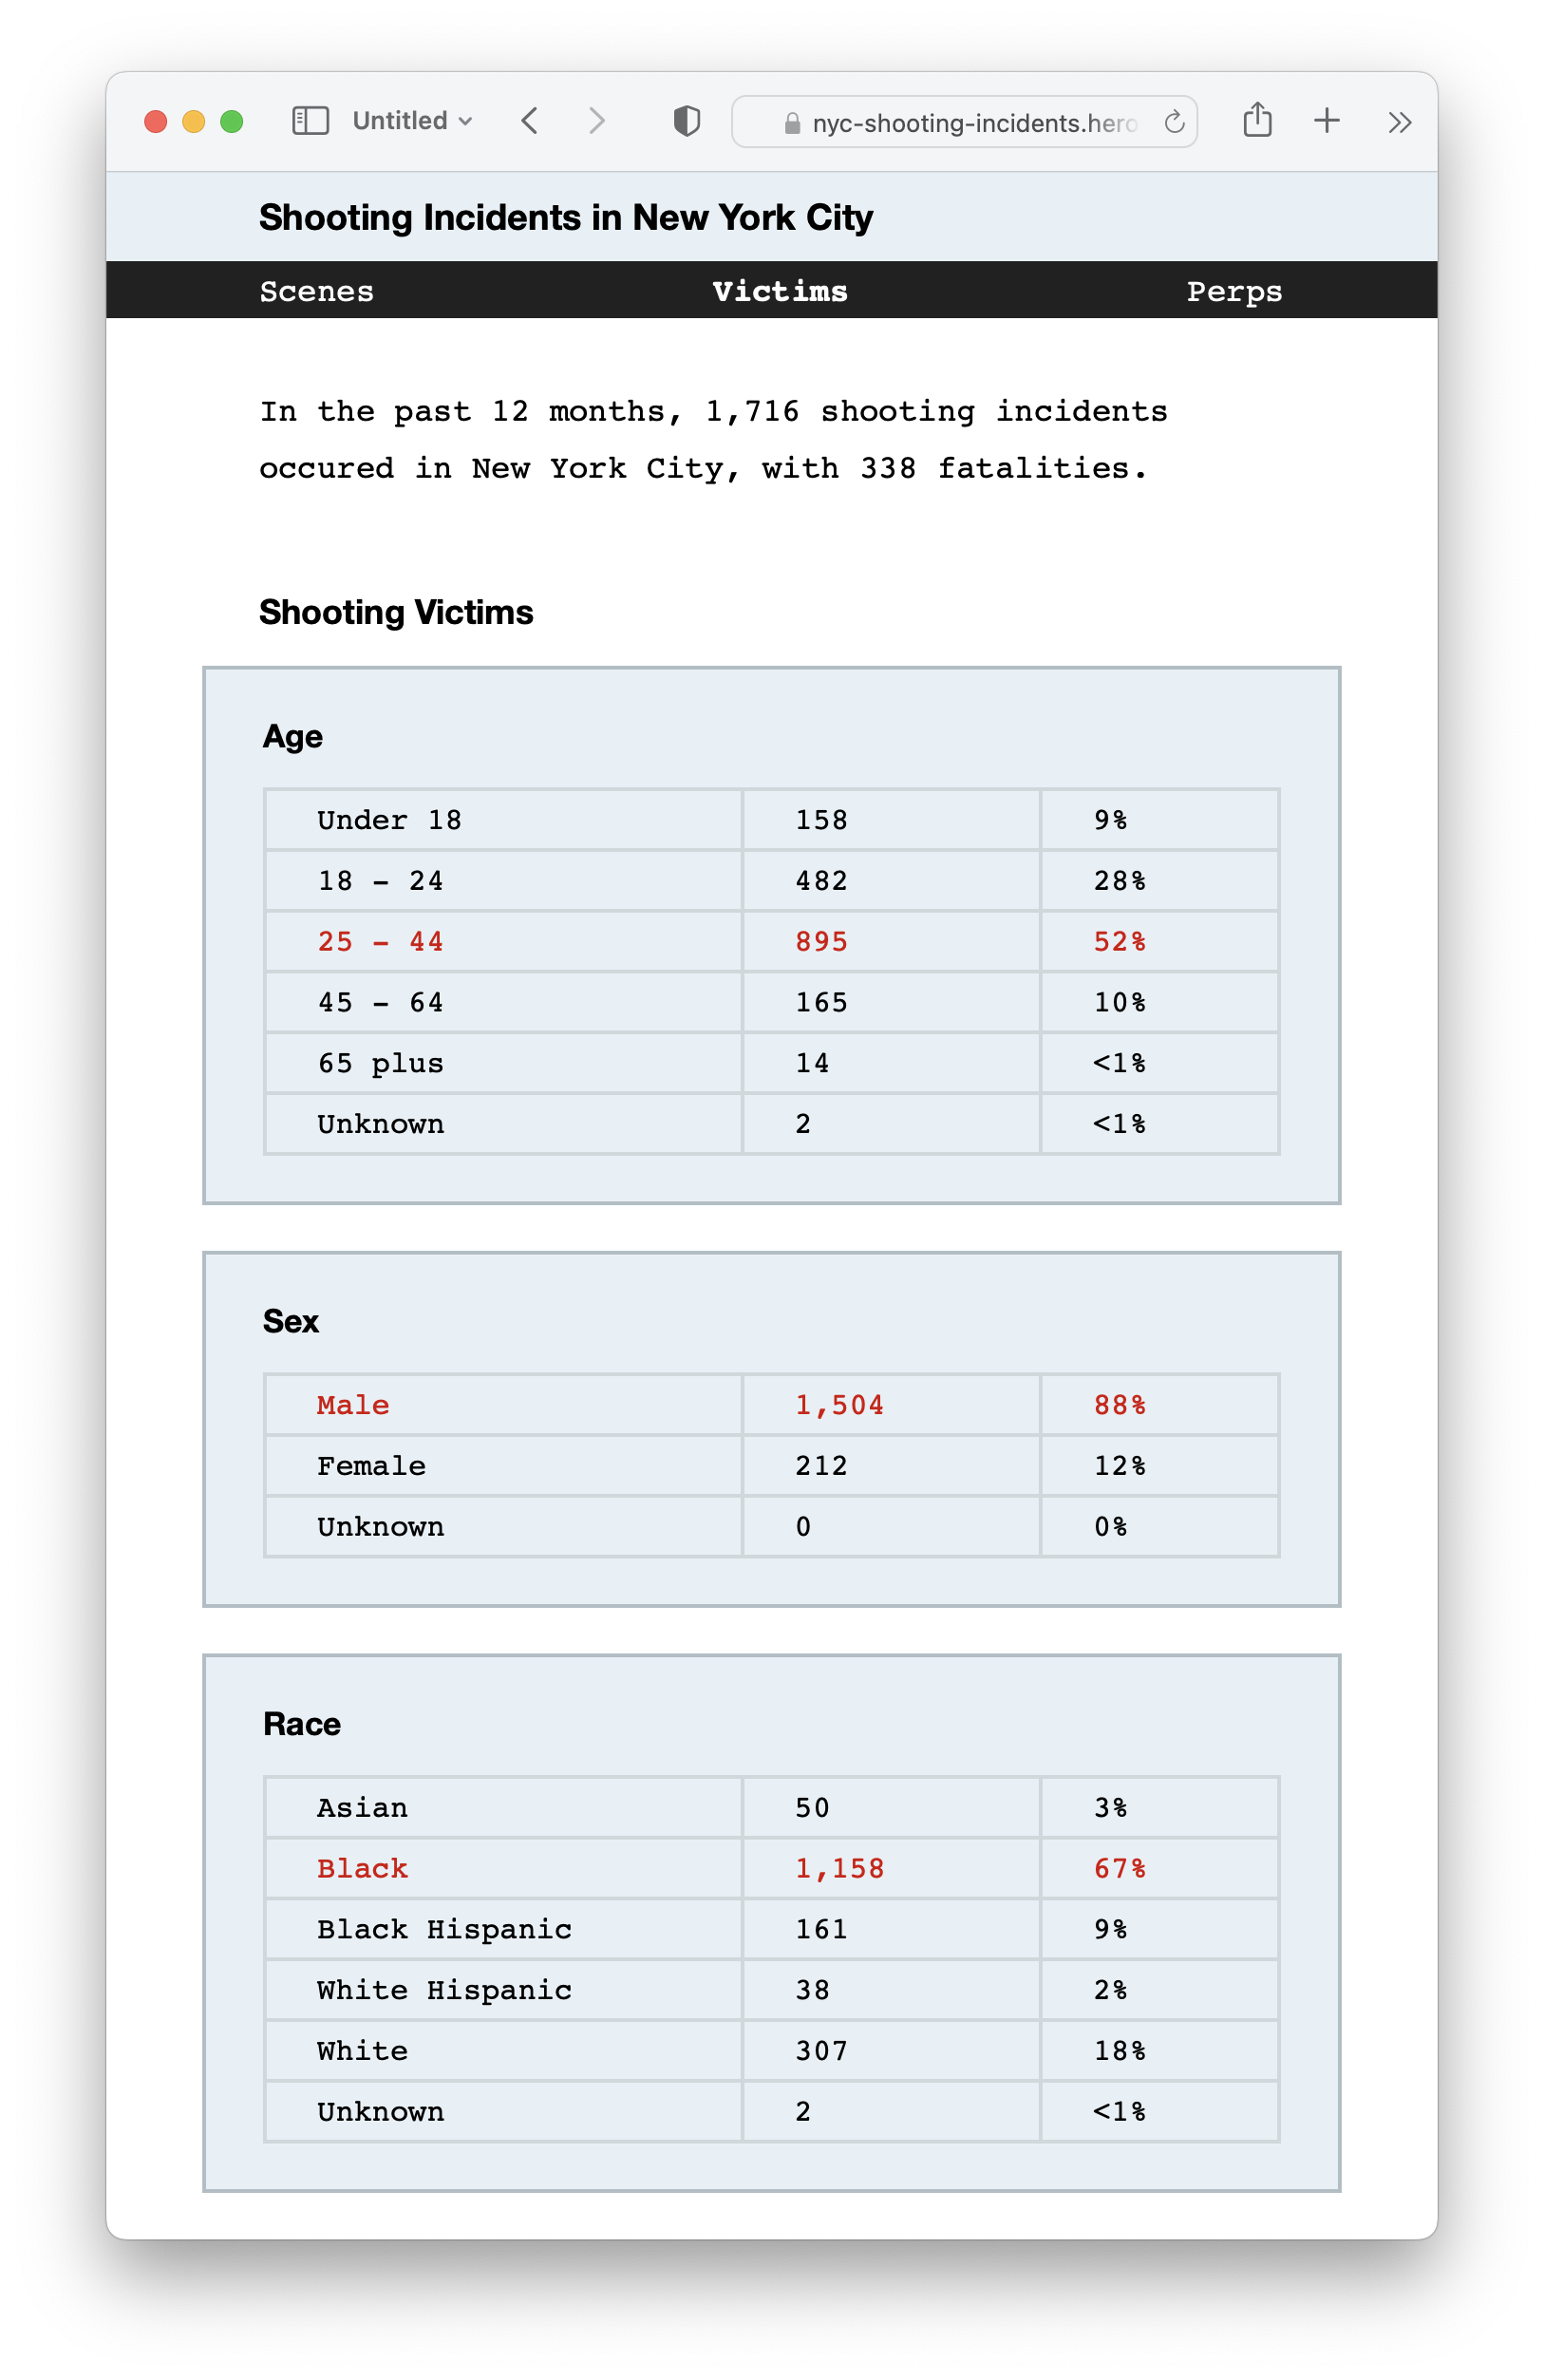 Untitled
nyc-shooting-incidents.hero
Shooting Incidents in New York City
Scenes Victims Perps
In the past 12 months, 1,716 shooting incidents
occured in New York City, with 338 fatalities.
Shooting Victims
Age
Under 18 158 9%
18 – 24 482 28%
25 – 44 895 52%
45 – 64 165 10%
65 plus 14 <1%
Unknown 2 <1%
Sex
Male 1,504 88%
Female 212 12%
Unknown 0 0%
Race
Asian 50 3%
Black 1,158 67%
Black Hispanic 161 9%
White Hispanic 38 2%
White 307 18%
Unknown 2 <1%